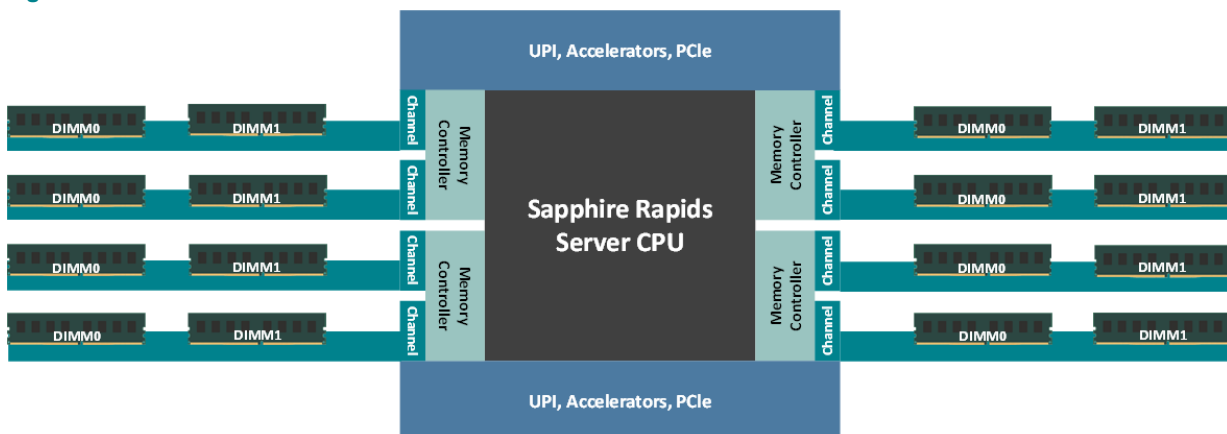 UPI, Accelerators, PCIe
DIMM0
DIMM1
Channel
Memory
Controller
Memory
Controller
Channel
DIMM0
DIMM1
DIMM0
DIMM1
Channel
Channel
DIMM0
DIMM1
Sapphire Rapids
Server CPU
DIMM0
DIMM1
Channel
Memory
Controller
Memory
Controller
Channel
DIMM0
DIMM1
DIMM0
DIMM1
Channel
Channel
DIMM0
DIMM1
UPI, Accelerators, PCIe